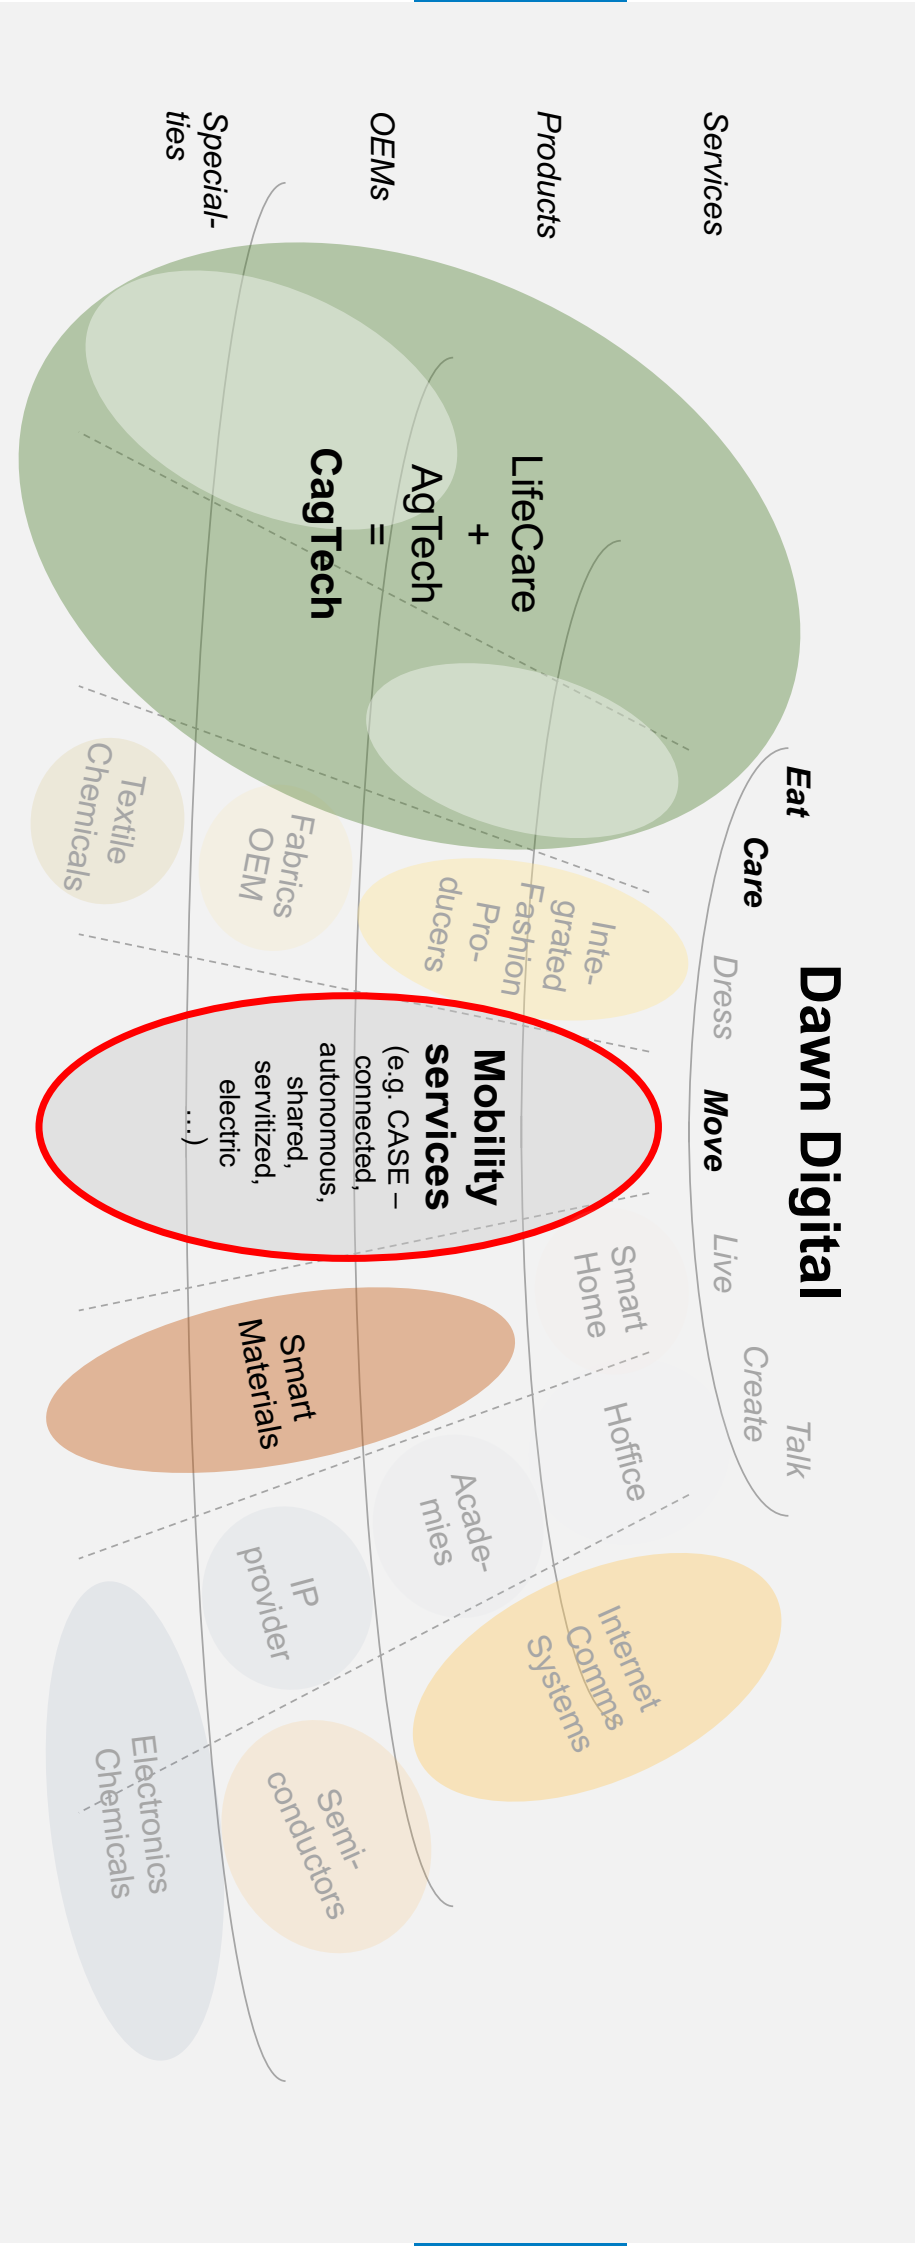 Dawn Digital
Eat
Care
Dress
Move
Live
Create
Talk
Services
Products
OEMs
Special-
ties
LifeCare
+
AgTech
=
CagTech
Textile
Chemicals
Fabrics
OEM
Inte-
grated
Fashion
Pro-
ducers
Mobility
services
(e.g. CASE –
connected,
autonomous,
shared,
servitized,
electric
…)
Smart
Home
Smart
Materials
Hoffice
Acade-
mies
IP
provider
Internet
Comms
Systems
Semi-
conductors
Electronics
Chemicals